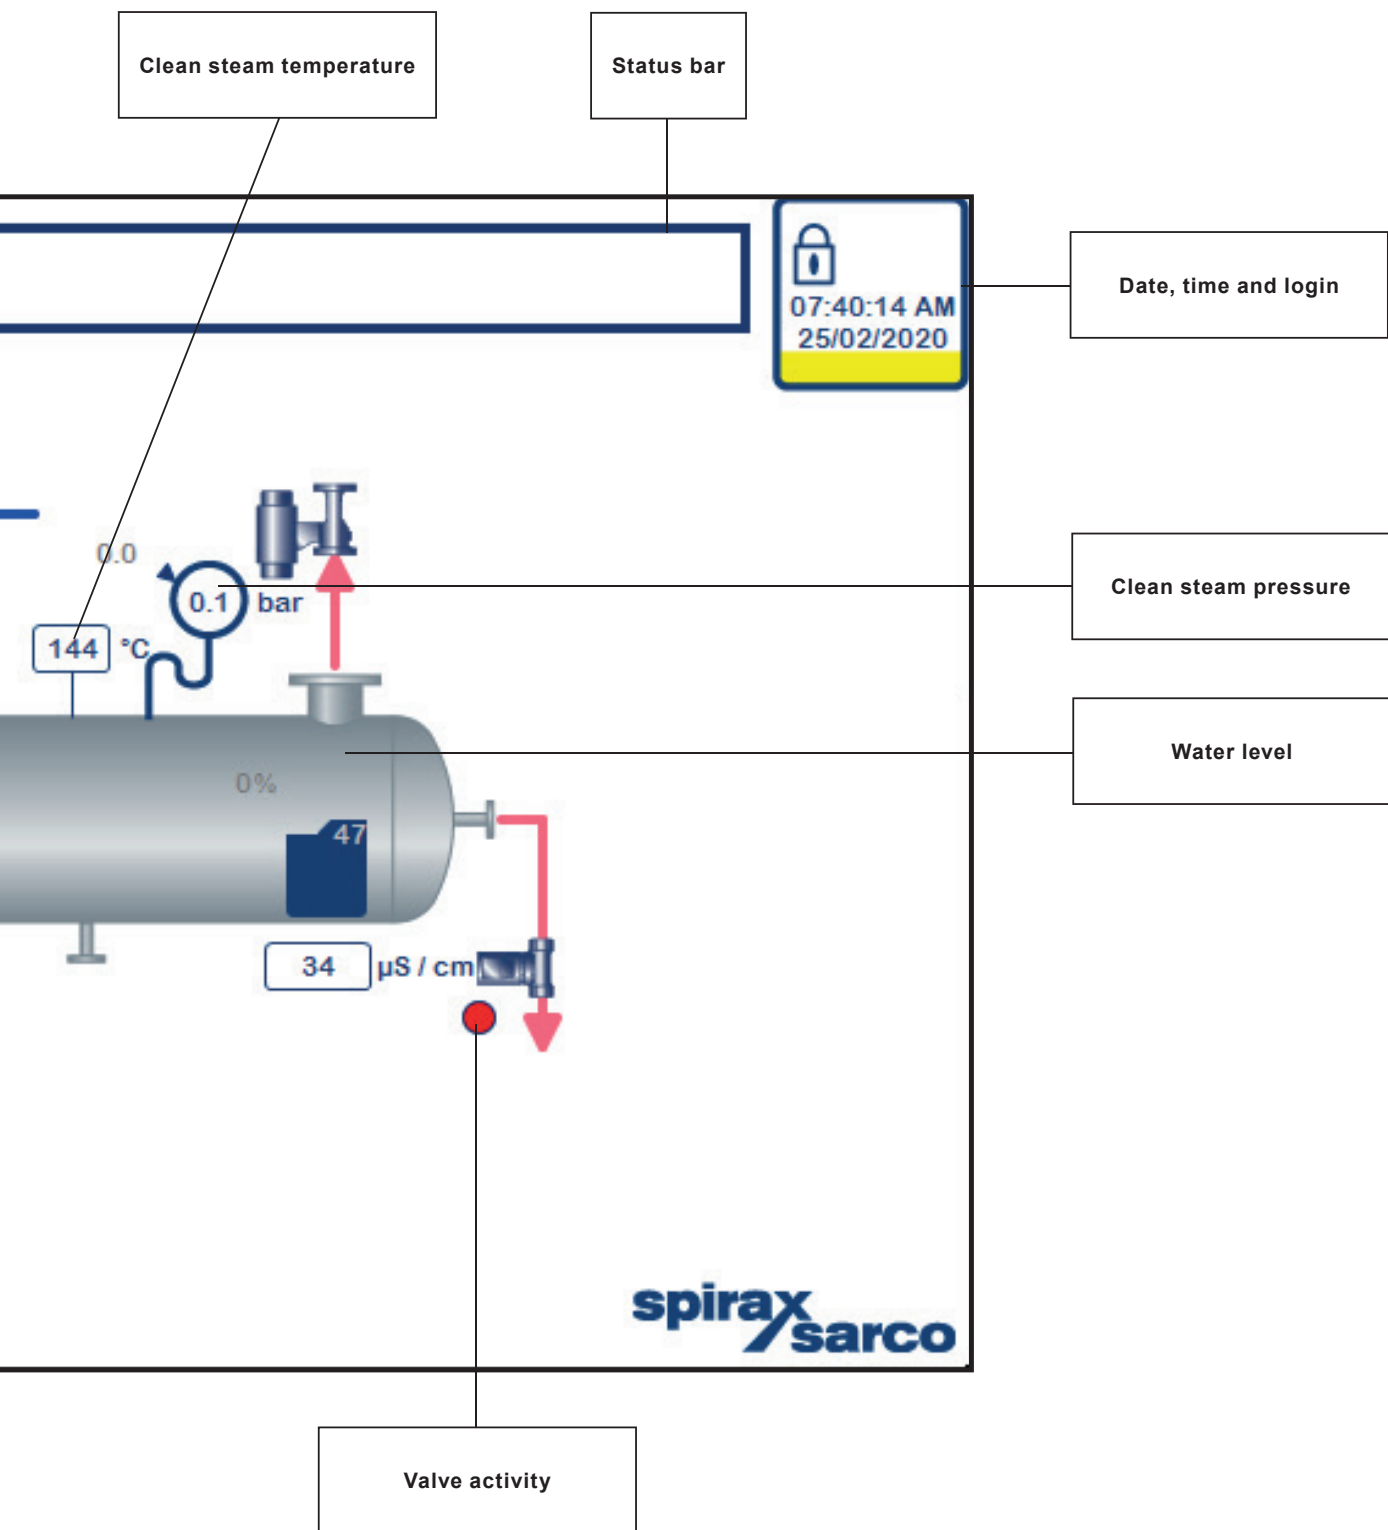 Clean steam temperature
Status bar
07:40:14 AM
25/02/2020
Date, time and login
0.0
0.1 bar
144 °C
Clean steam pressure
Water level
0%
47
34 µS / cm
spirax
sarco
Valve activity